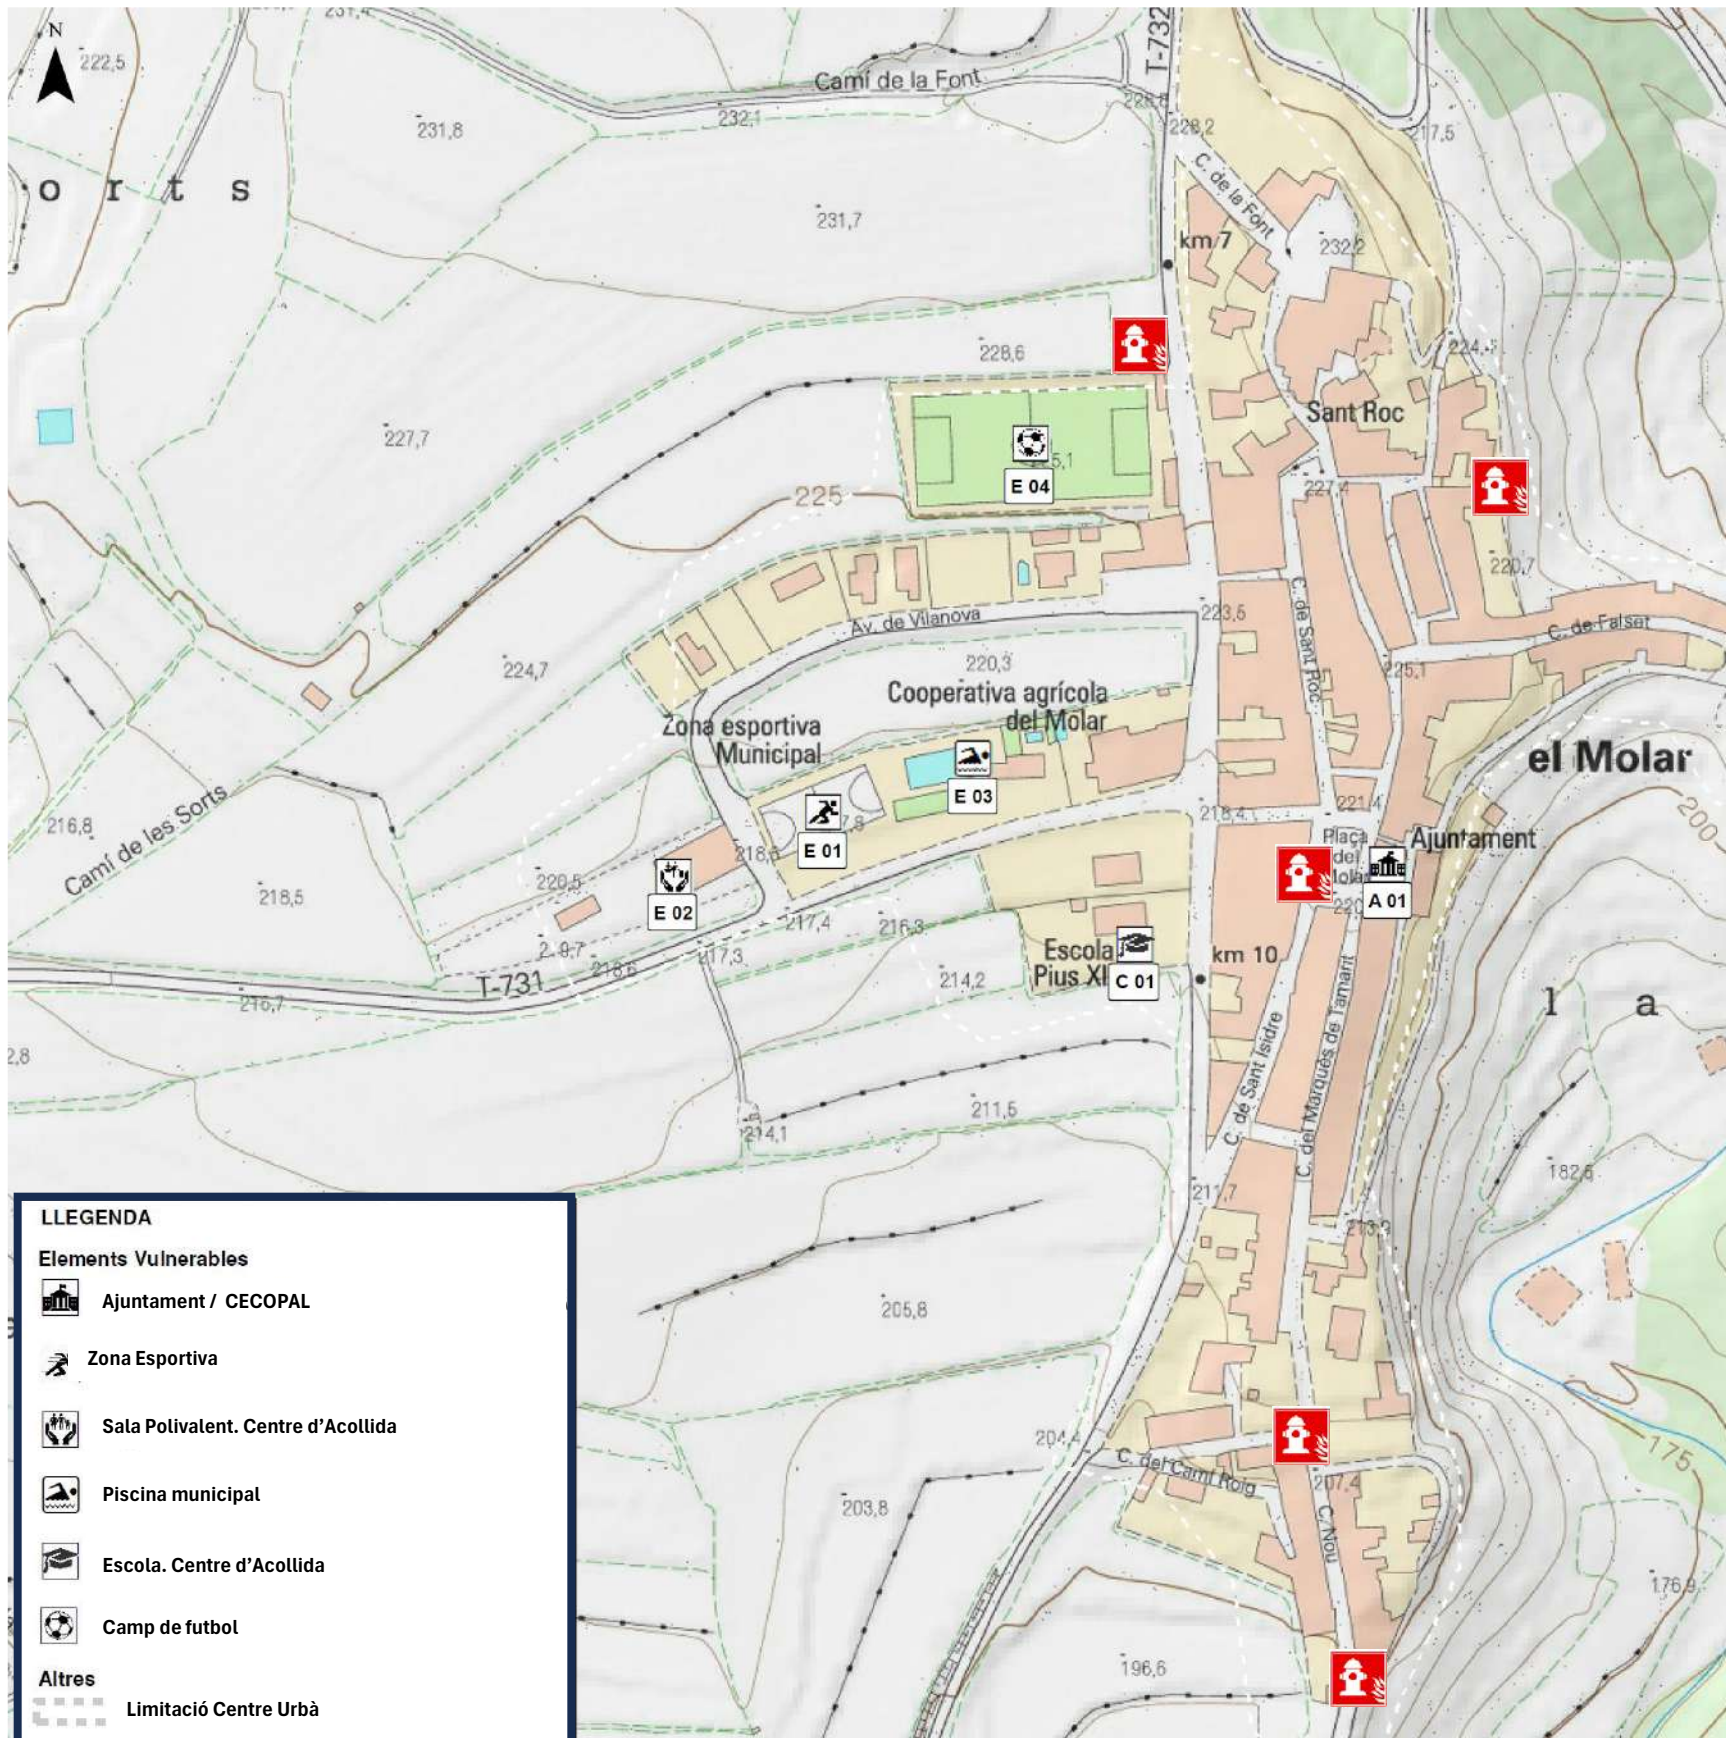 231,4
N
222,5
T-732
Camí de la Font
231,8
232,1
228,2
217,5
C. de la Font
o r t s
231,7
km 7
232,2
228,6
224,7
Sant Roc
227,7
E 04
225
227,4
220,7
C. de Sant Roc
223,5
Av. de Vilanova
C. de Falset
224,7
220,3
225,1
Cooperativa agrícola
del Molar
Zona esportiva
Municipal
el Molar
E 03
200
216,8
Camí de les Sorts
218,4
221,4
Plaça
del
Molar
Ajuntament
E 01
218,6
220,5
218,5
E 02
A 01
217,4
216,3
217,3
218,6
Escola
Pius XI
C 01
km 10
214,2
T-731
216,7
l a
2,8
C. de Sant Isidre
C. del Marquès de Tamarit
211,5
214,1
182,5
211,7
213,9
LLEGENDA
Elements Vulnerables
Ajuntament / CECOPAL
Zona Esportiva
Sala Polivalent. Centre d’Acollida
Piscina municipal
Escola. Centre d’Acollida
Camp de futbol
Altres
Limitació Centre Urbà
205,8
204,4
C. del Camí Roig
207,4
175
203,8
C/Nou
176,9
196,6